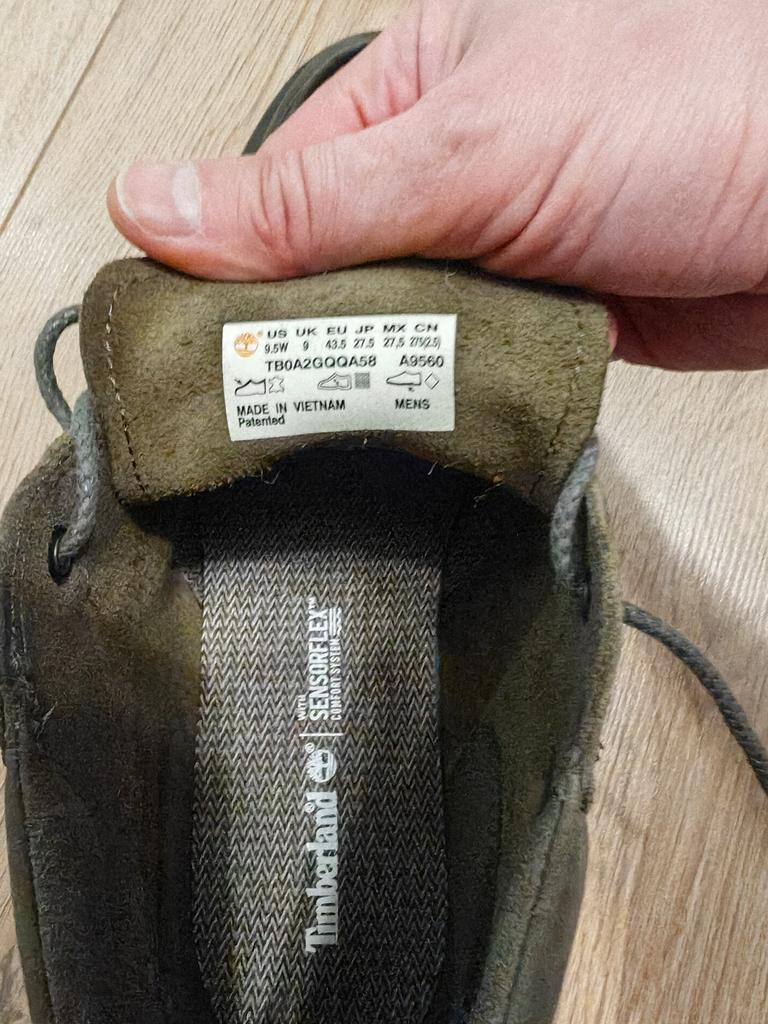 ® US UK EU JP MX CN
9.5W 9 43.5 27.5 27,5 275(2.5)
TB0A2GQQA58 A9560
MADE IN VIETNAM MENS
Patented
Timberland® ® | WITH
SENSORFLEX™
COMFORT SYSTEM